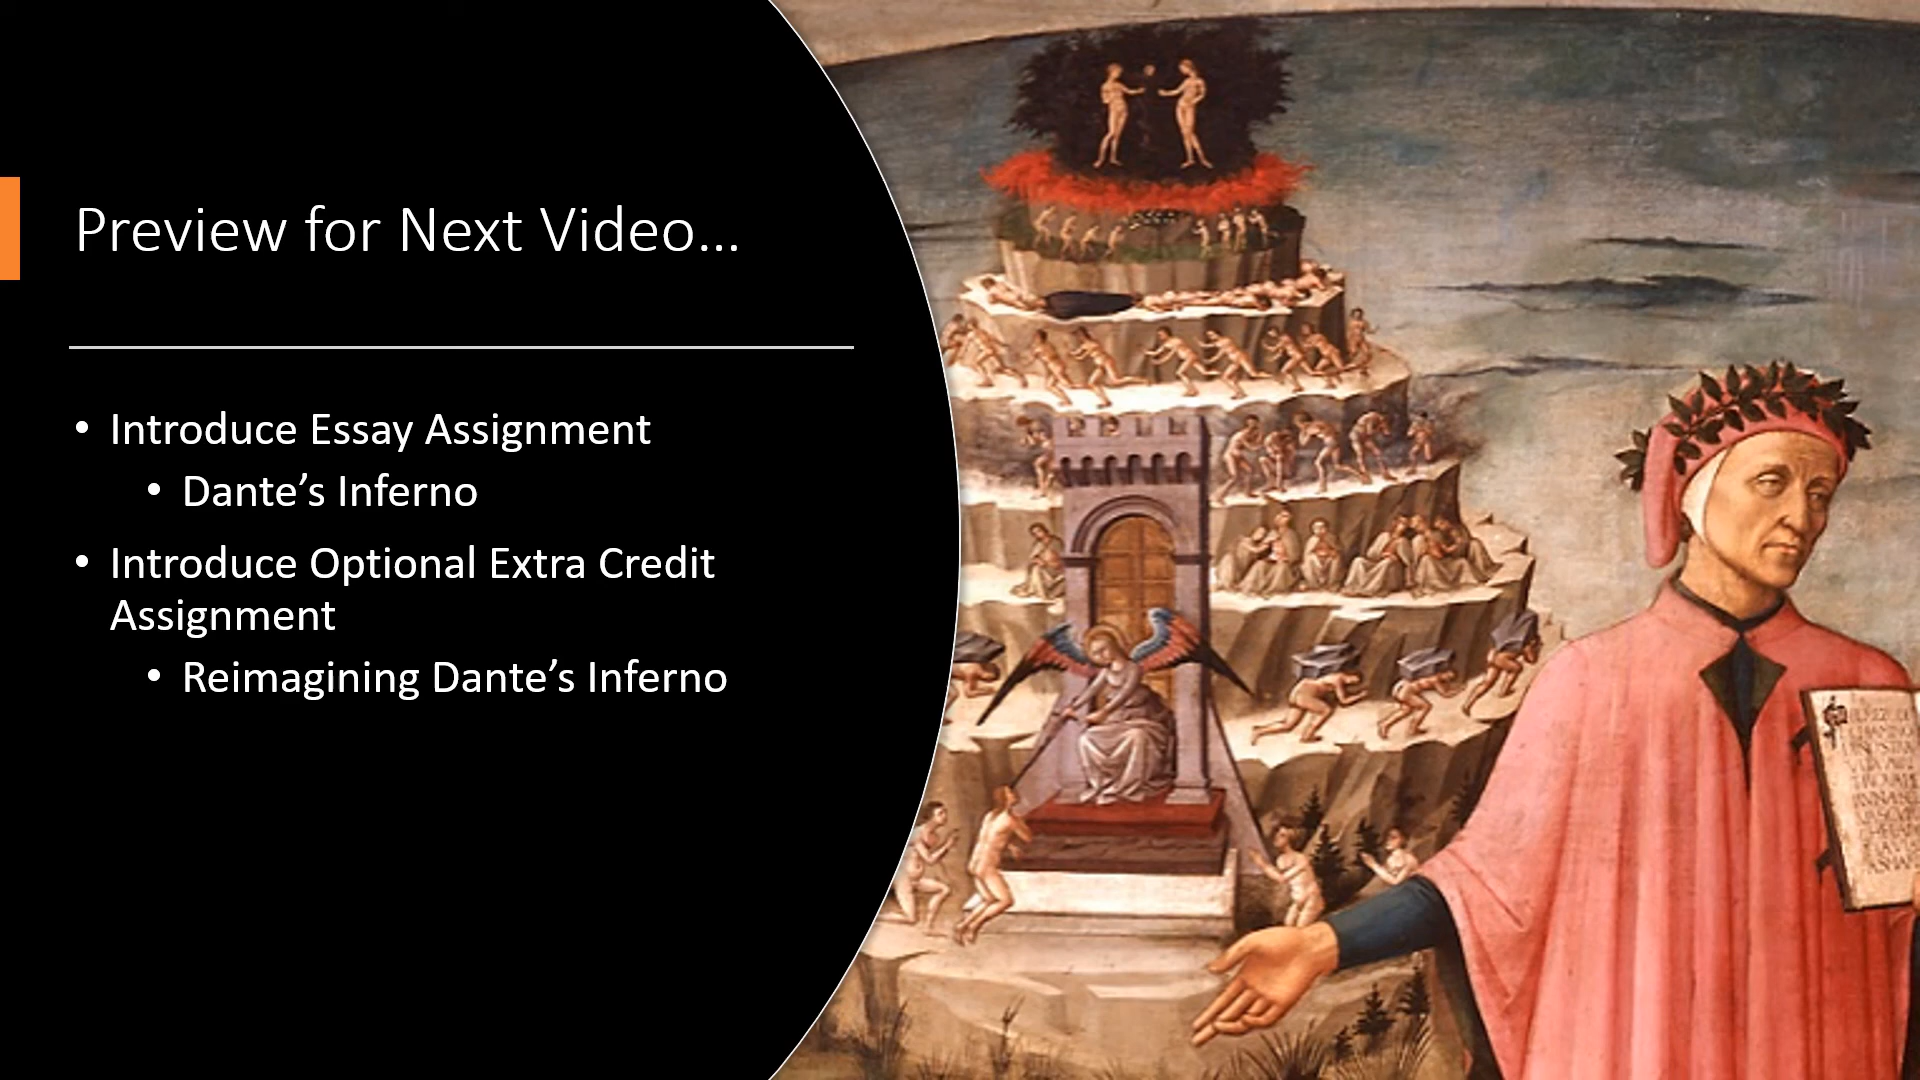 Preview for Next Video...
• Introduce Essay Assignment
• Dante’s Inferno
• Introduce Optional Extra Credit
Assignment
• Reimagining Dante’s Inferno